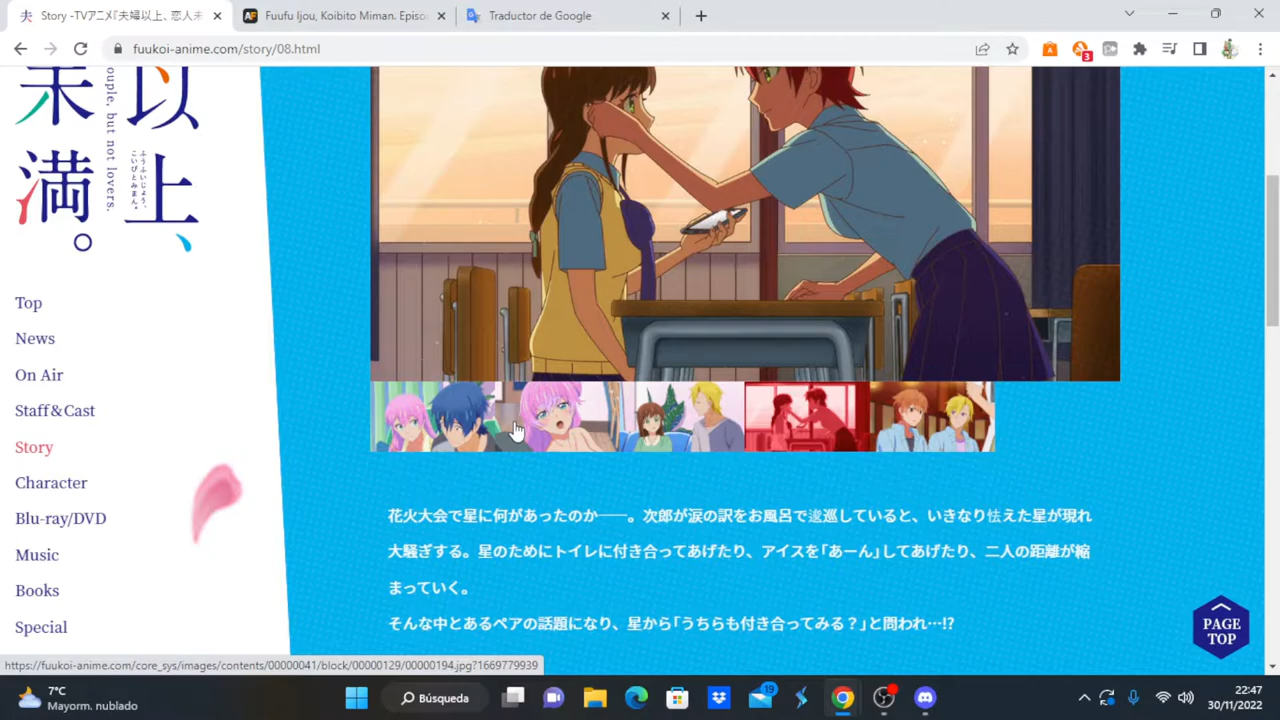 Story -TVアニメ『夫婦以上、恋人未
Fuufu Ijou, Koibito Miman. Episo
Traductor de Google
fuukoi-anime.com/story/08.html
3
以上、
ふうふいじょう、
こいびとみまん。
ouple, but not lovers.
未満。
Top
News
On Air
Staff&Cast
Story
Character
Blu-ray/DVD
Music
Books
Special
花火大会で星に何があったのか──。次郎が涙の訳をお風呂で逡巡していると、いきなり怯えた星が現れ
大騒ぎする。星のためにトイレに付き合ってあげたり、アイスを「あーん」してあげたり、二人の距離が縮
まっていく。
そんな中とあるペアの話題になり、星から「うちらも付き合ってみる？」と問われ…!?
PAGE
TOP
https://fuukoi-anime.com/core_sys/images/contents/00000041/block/00000129/00000194.jpg?1669779939
7°C
Mayorm. nublado
Búsqueda
19
22:47
30/11/2022